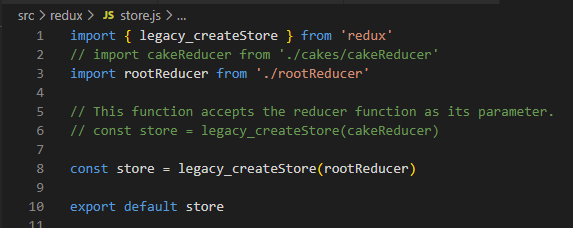 src > redux > JS store.js > ...
1 import { legacy_createStore } from 'redux'
2 // import cakeReducer from './cakes/cakeReducer'
3 import rootReducer from './rootReducer'
4
5 // This function accepts the reducer function as its parameter.
6 // const store = legacy_createStore(cakeReducer)
7
8 const store = legacy_createStore(rootReducer)
9
10 export default store
11